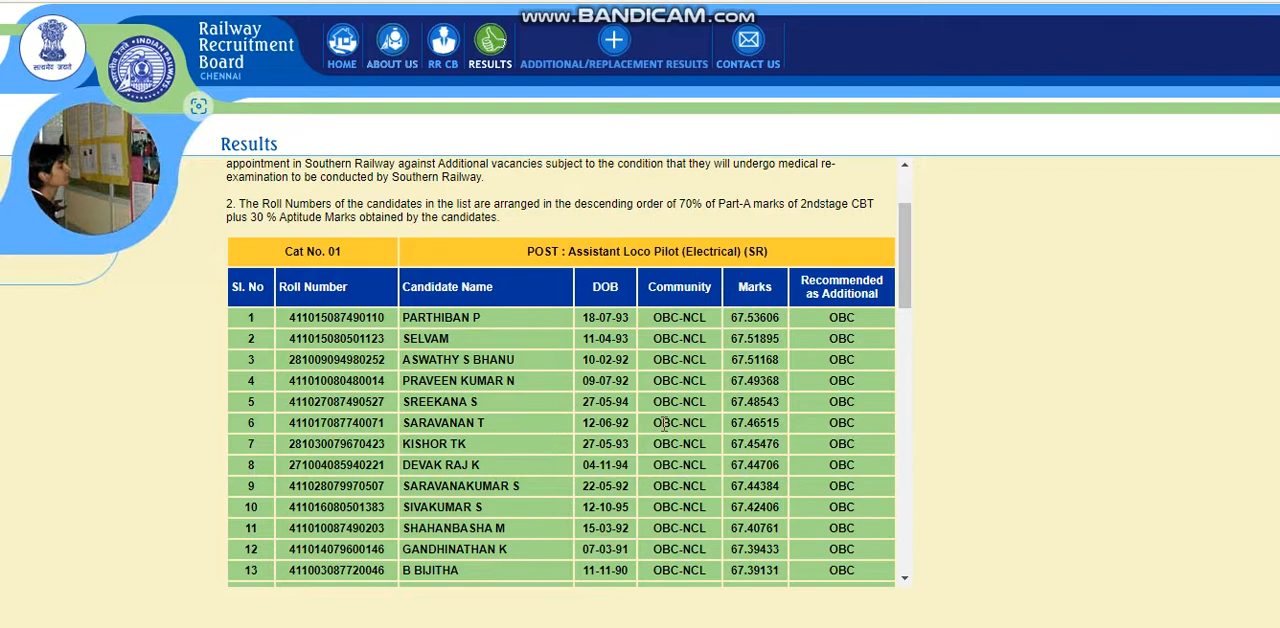 www.BANDICAM.com
Railway
Recruitment
Board
CHENNAI
सत्यमेव जयते
INDIAN RAILWAYS
HOME ABOUT US RR CB RESULTS ADDITIONAL/REPLACEMENT RESULTS CONTACT US
Results
appointment in Southern Railway against Additional vacancies subject to the condition that they will undergo medical re-
examination to be conducted by Southern Railway.
2. The Roll Numbers of the candidates in the list are arranged in the descending order of 70% of Part-A marks of 2ndstage CBT
plus 30 % Aptitude Marks obtained by the candidates.
Cat No. 01 POST : Assistant Loco Pilot (Electrical) (SR)
Sl. No Roll Number Candidate Name DOB Community Marks Recommended
as Additional
1 411015087490110 PARTHIBAN P 18-07-93 OBC-NCL 67.53606 OBC
2 411015080501123 SELVAM 11-04-93 OBC-NCL 67.51895 OBC
3 281009094980252 ASWATHY S BHANU 10-02-92 OBC-NCL 67.51168 OBC
4 411010080480014 PRAVEEN KUMAR N 09-07-92 OBC-NCL 67.49368 OBC
5 411027087490527 SREEKANA S 27-05-94 OBC-NCL 67.48543 OBC
6 411017087740071 SARAVANAN T 12-06-92 OBC-NCL 67.46515 OBC
7 281030079670423 KISHOR TK 27-05-93 OBC-NCL 67.45476 OBC
8 271004085940221 DEVAK RAJ K 04-11-94 OBC-NCL 67.44706 OBC
9 411028079970507 SARAVANAKUMAR S 22-05-92 OBC-NCL 67.44384 OBC
10 411016080501383 SIVAKUMAR S 12-10-95 OBC-NCL 67.42406 OBC
11 411010087490203 SHAHANBASHA M 15-03-92 OBC-NCL 67.40761 OBC
12 411014079600146 GANDHINATHAN K 07-03-91 OBC-NCL 67.39433 OBC
13 411003087720046 B BIJITHA 11-11-90 OBC-NCL 67.39131 OBC